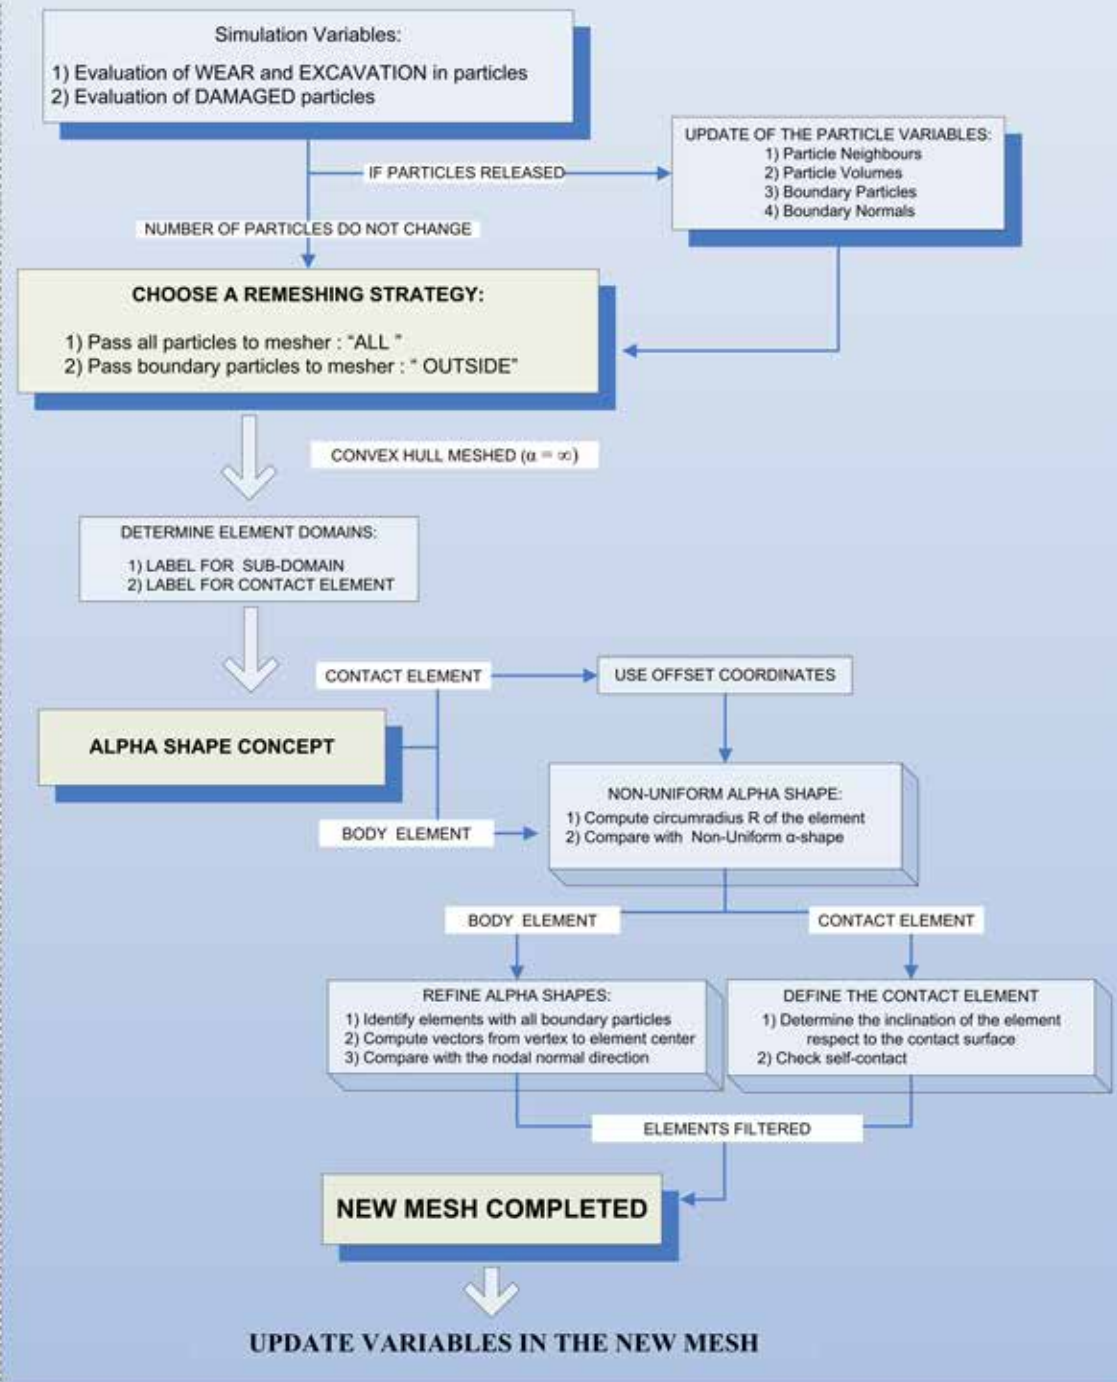 Simulation Variables:
1) Evaluation of WEAR and EXCAVATION in particles
2) Evaluation of DAMAGED particles
UPDATE OF THE PARTICLE VARIABLES:
1) Particle Neighbours
2) Particle Volumes
3) Boundary Particles
4) Boundary Normals
IF PARTICLES RELEASED
NUMBER OF PARTICLES DO NOT CHANGE
CHOOSE A REMESHING STRATEGY:
1) Pass all particles to mesher : “ALL ”
2) Pass boundary particles to mesher : “ OUTSIDE”
CONVEX HULL MESHED (α = ∞)
DETERMINE ELEMENT DOMAINS:
1) LABEL FOR SUB-DOMAIN
2) LABEL FOR CONTACT ELEMENT
CONTACT ELEMENT
USE OFFSET COORDINATES
ALPHA SHAPE CONCEPT
BODY ELEMENT
NON-UNIFORM ALPHA SHAPE:
1) Compute circumradius R of the element
2) Compare with Non-Uniform α-shape
BODY ELEMENT
CONTACT ELEMENT
REFINE ALPHA SHAPES:
1) Identify elements with all boundary particles
2) Compute vectors from vertex to element center
3) Compare with the nodal normal direction
DEFINE THE CONTACT ELEMENT
1) Determine the inclination of the element
respect to the contact surface
2) Check self-contact
ELEMENTS FILTERED
NEW MESH COMPLETED
UPDATE VARIABLES IN THE NEW MESH